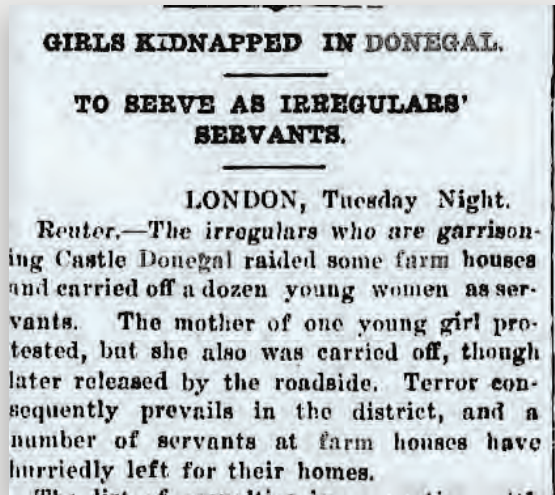 GIRLS KIDNAPPED IN DONEGAL.
TO SERVE AS IRREGULARS'
SERVANTS.
LONDON, Tuesday Night.
Reuter.—The irregulars who are garrison-
ing Castle Donegal raided some farm houses
and carried off a dozen young women as ser-
vants. The mother of one young girl pro-
tested, but she also was carried off, though
later released by the roadside. Terror con-
sequently prevails in the district, and a
number of servants at farm houses have
hurriedly left for their homes.
The list of